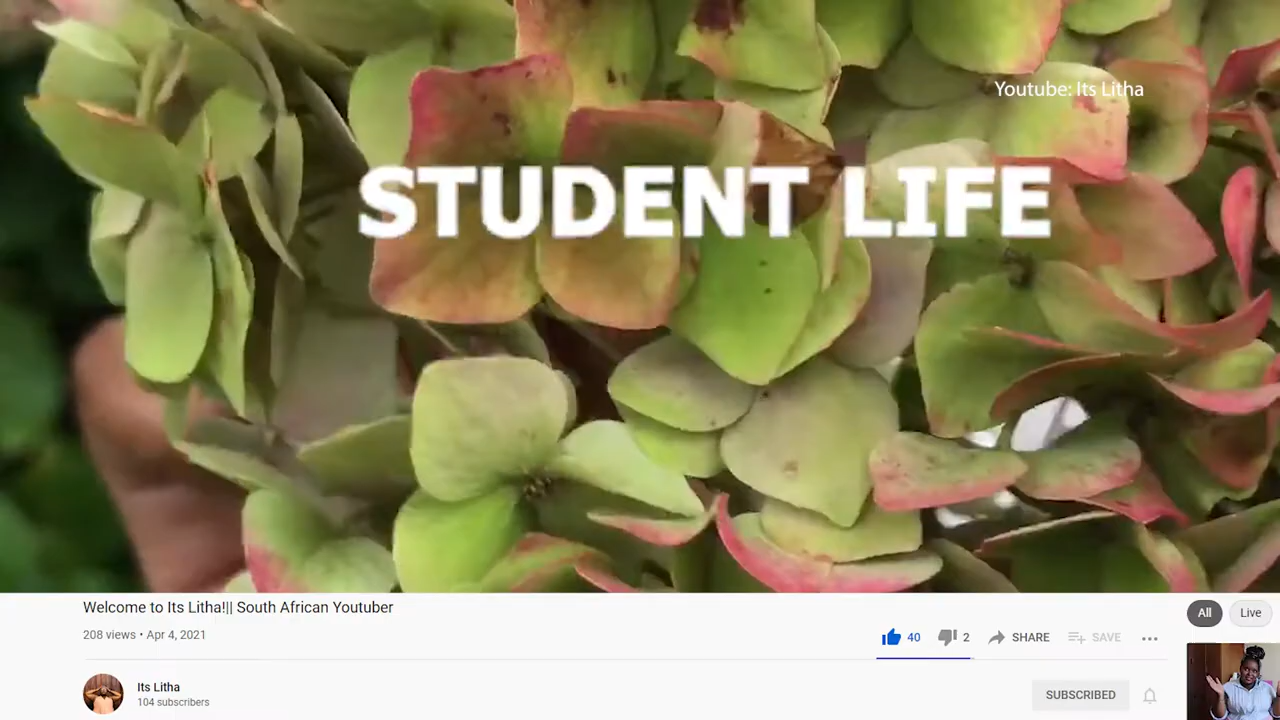 Youtube: Its Litha
STUDENT LIFE
Welcome to Its Litha!|| South African Youtuber
208 views • Apr 4, 2021
40
2
SHARE
SAVE
All
Live
Its Litha
104 subscribers
SUBSCRIBED